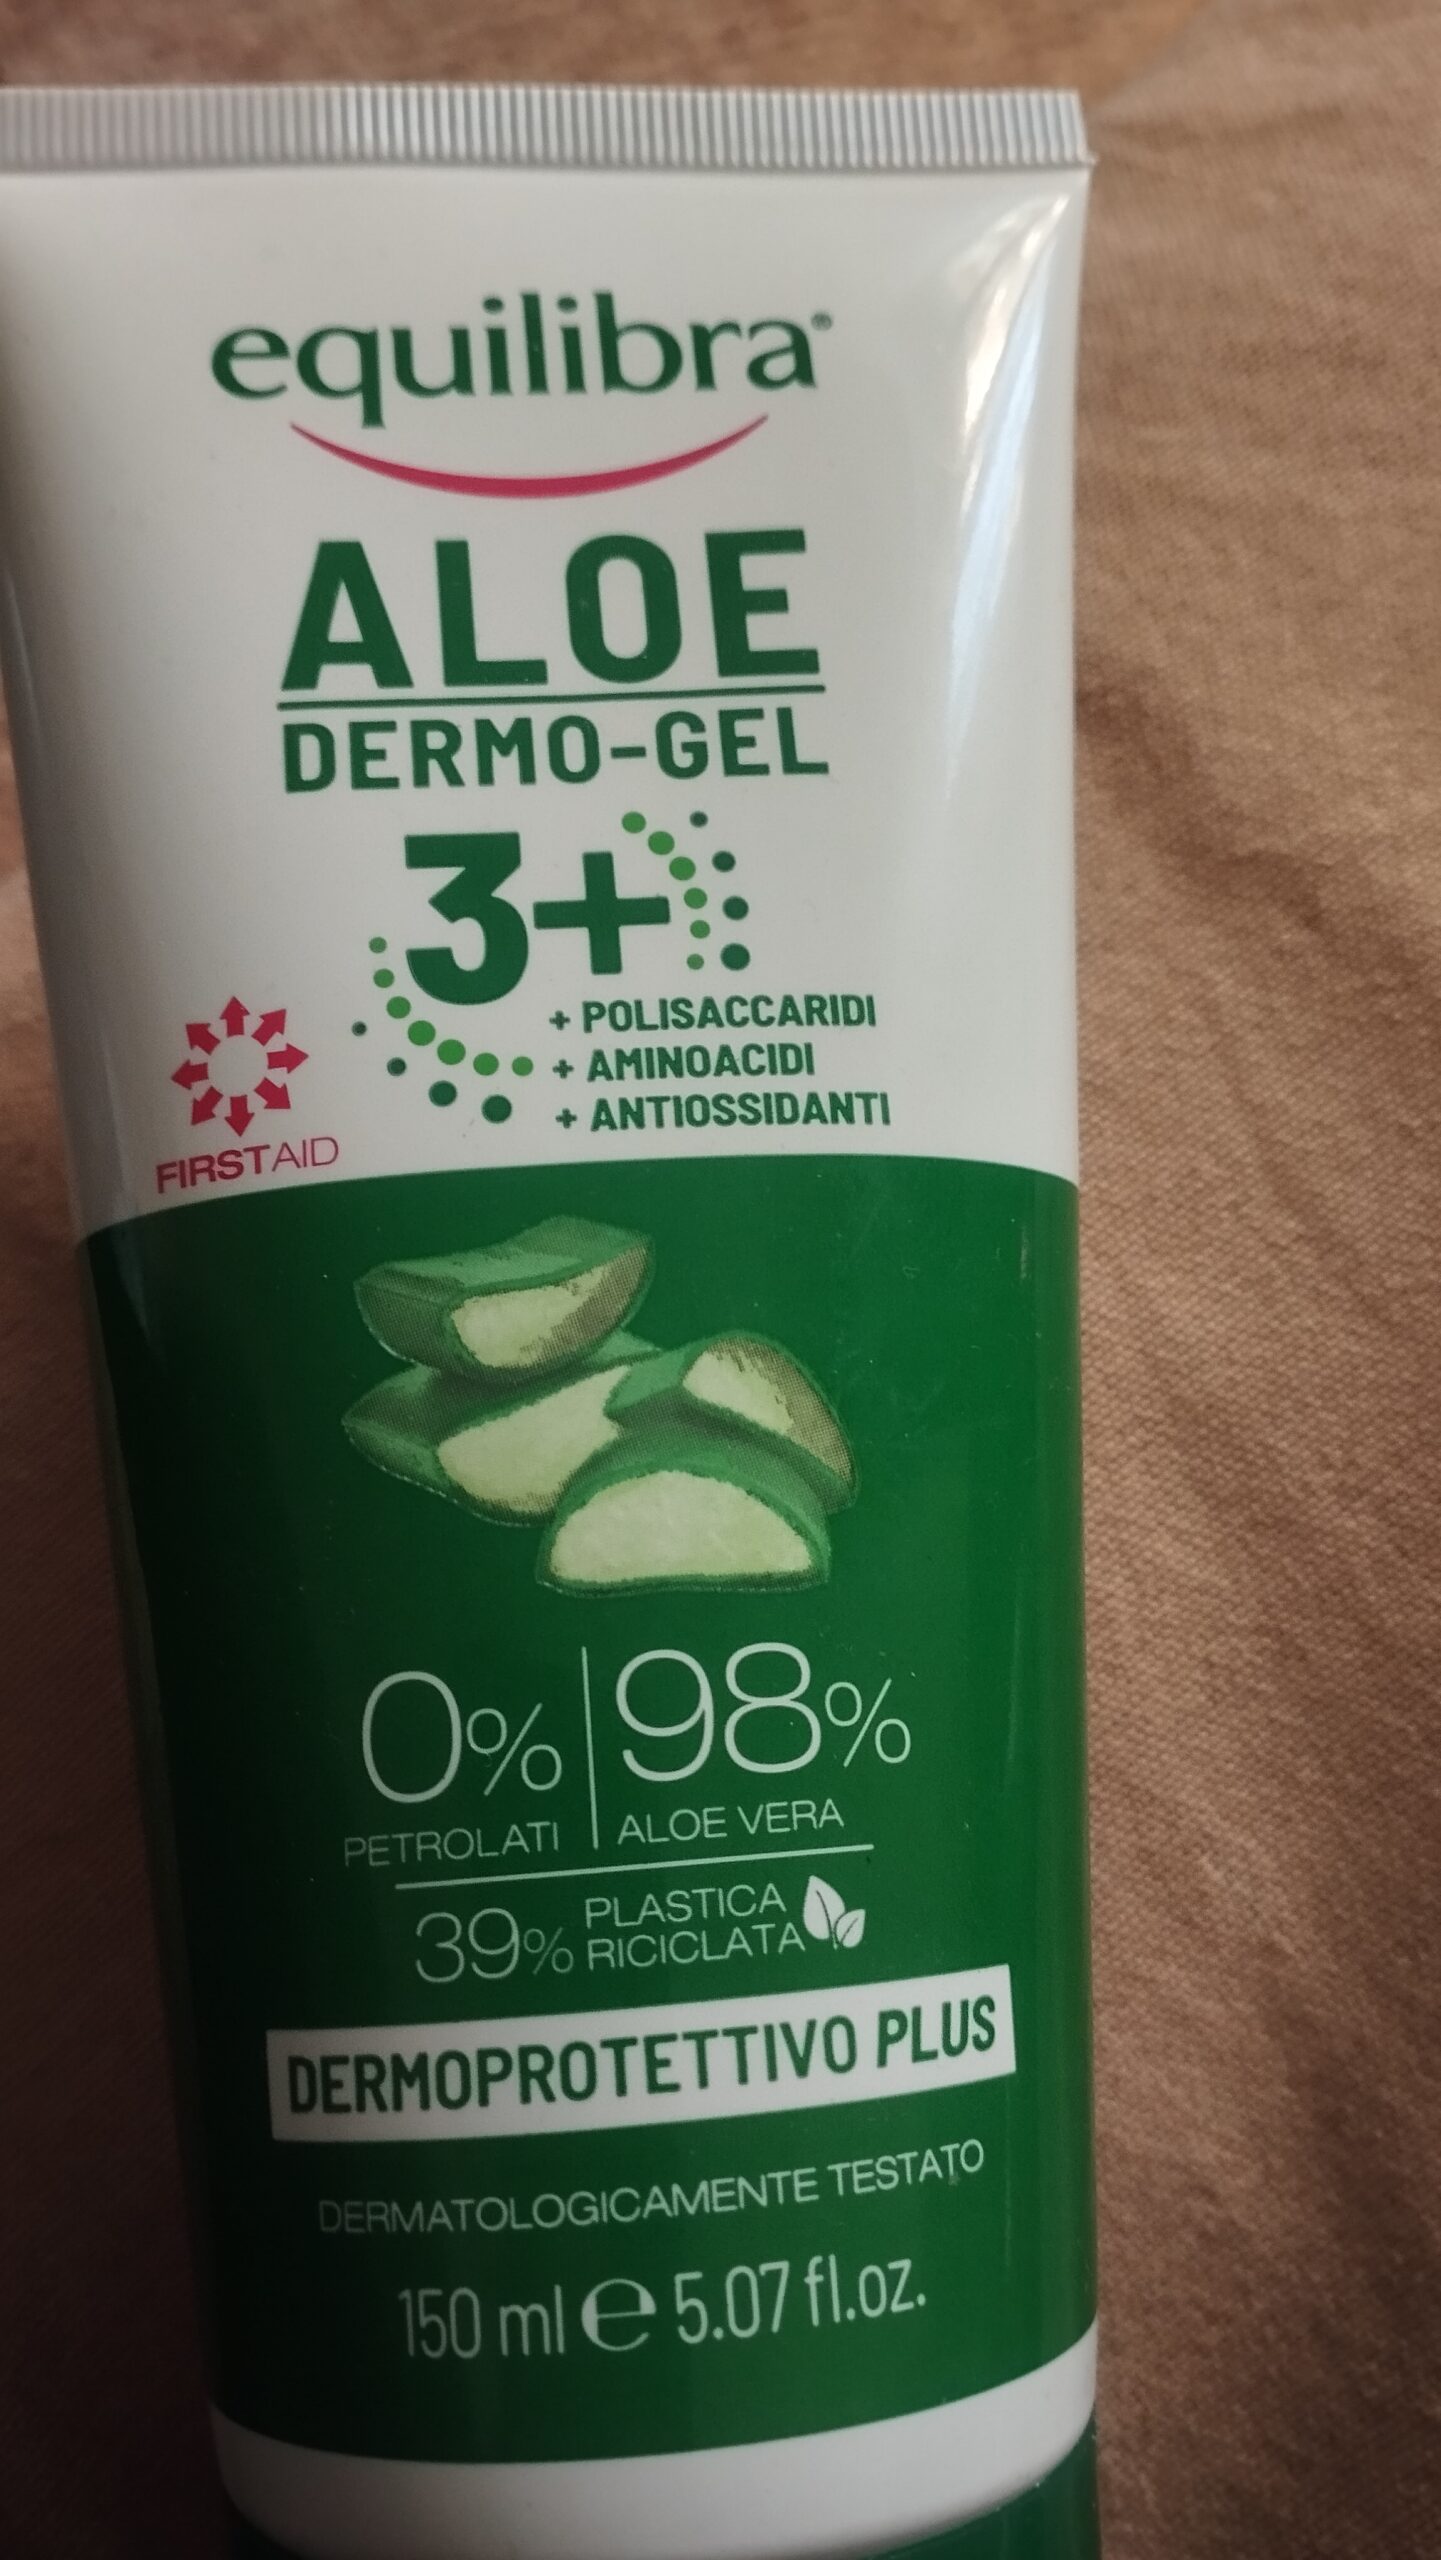 equilibra®
ALOE
DERMO-GEL
3+
+ POLISACCARIDI
+ AMINOACIDI
+ ANTIOSSIDANTI
FIRSTAID
0% 98%
PETROLATI ALOE VERA
39% PLASTICA
RICICLATA
DERMOPROTETTIVO PLUS
DERMATOLOGICAMENTE TESTATO
150 ml ℮ 5.07 fl.oz.